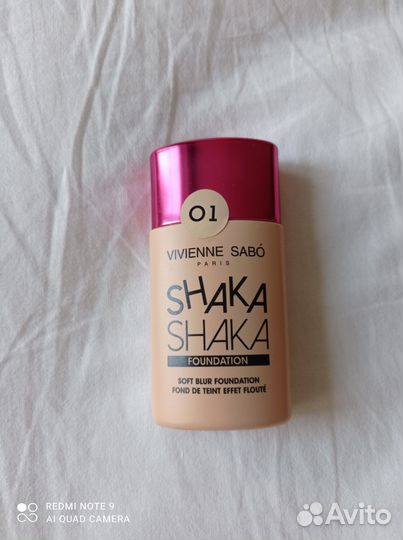 01
VIVIENNE SABÓ
PARIS
SHAKA
SHAKA
FOUNDATION
SOFT BLUR FOUNDATION
FOND DE TEINT EFFET FLOUTÉ
REDMI NOTE 9
AI QUAD CAMERA
Avito